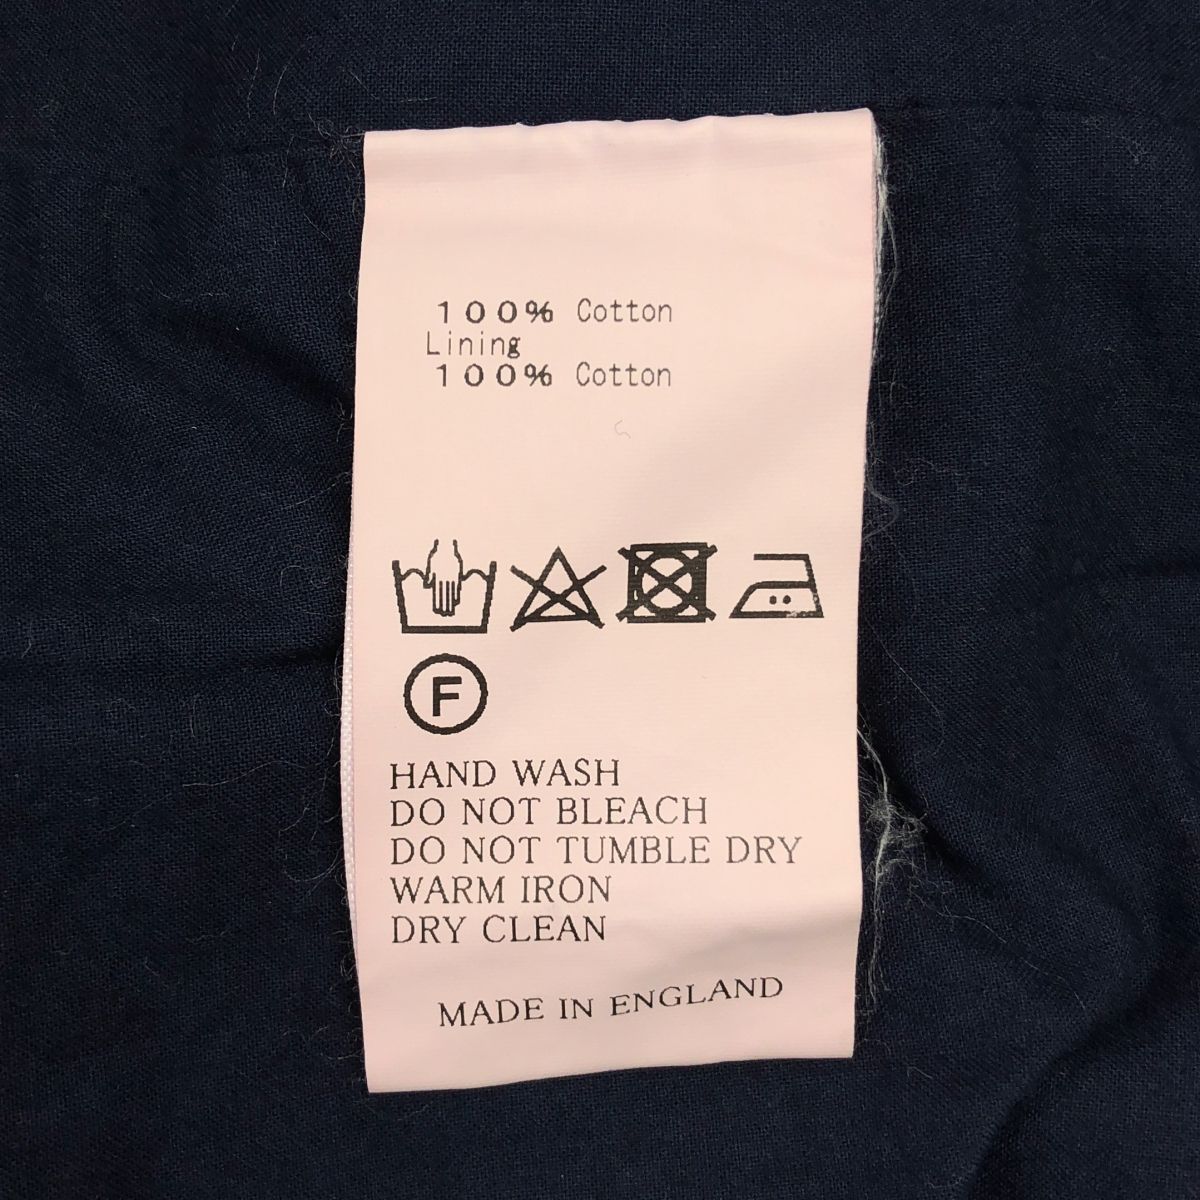 100% Cotton
Lining
100% Cotton
F
HAND WASH
DO NOT BLEACH
DO NOT TUMBLE DRY
WARM IRON
DRY CLEAN
MADE IN ENGLAND